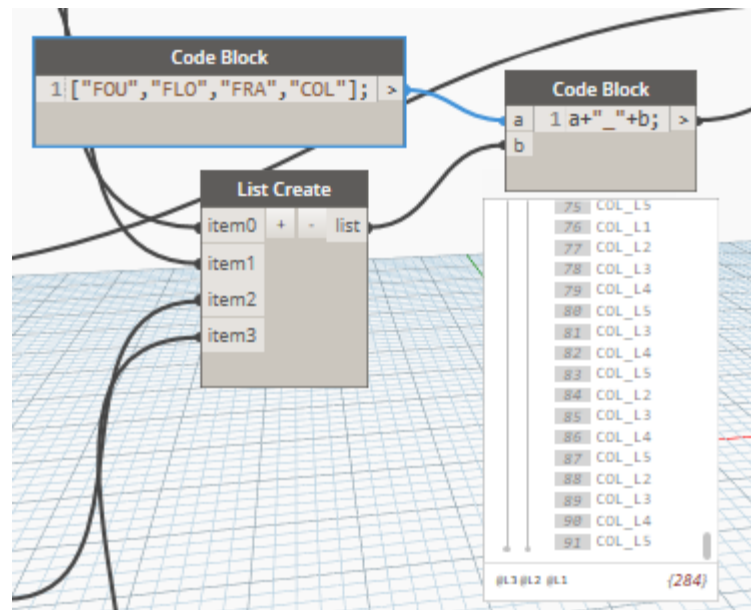 Code Block
1 ["FOU","FLO","FRA","COL"]; >
Code Block
a 1 a+"_"+b; >
b
List Create
item0 + - list
item1
item2
item3
75 COL_L5
76 COL_L1
77 COL_L2
78 COL_L3
79 COL_L4
80 COL_L5
81 COL_L3
82 COL_L4
83 COL_L5
84 COL_L2
85 COL_L3
86 COL_L4
87 COL_L5
88 COL_L2
89 COL_L3
90 COL_L4
91 COL_L5
@L3 @L2 @L1 {284}